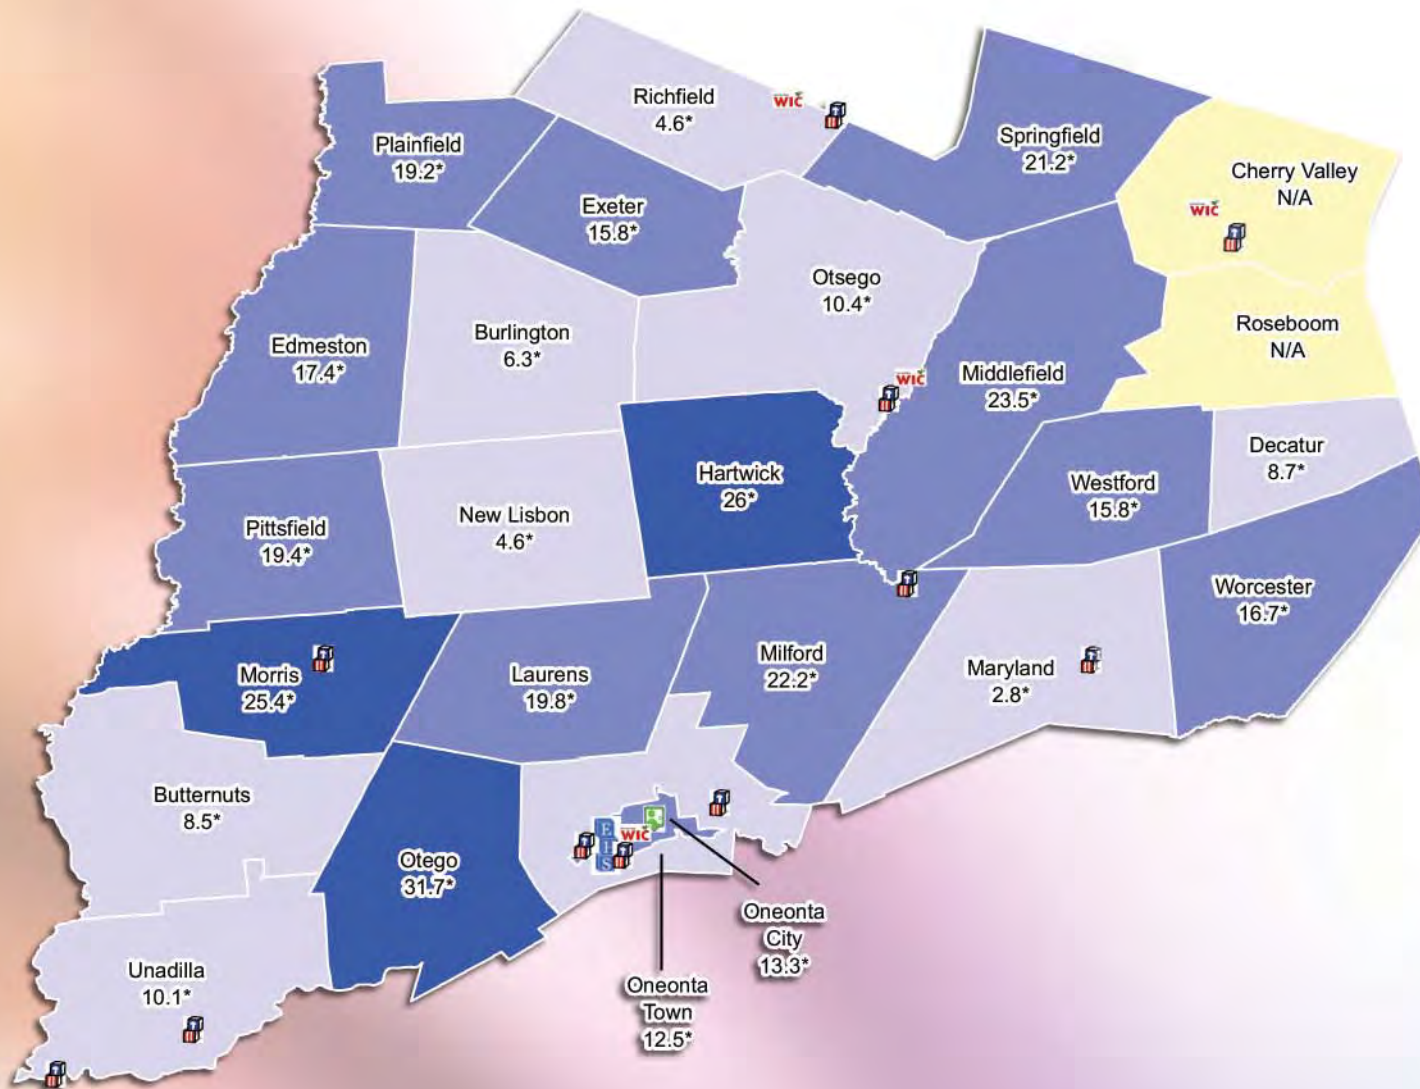 Richfield
4.6*
WIC
Springfield
21.2*
Plainfield
19.2*
Cherry Valley
N/A
WIC
Exeter
15.8*
Otsego
10.4*
Roseboom
N/A
Burlington
6.3*
Edmeston
17.4*
WIC
Middlefield
23.5*
Decatur
8.7*
Hartwick
26*
Westford
15.8*
New Lisbon
4.6*
Pittsfield
19.4*
Worcester
16.7*
Milford
22.2*
Maryland
2.8*
Morris
25.4*
Laurens
19.8*
Butternuts
8.5*
E
H
S
WIC
Otego
31.7*
Oneonta
City
13.3*
Unadilla
10.1*
Oneonta
Town
12.5*